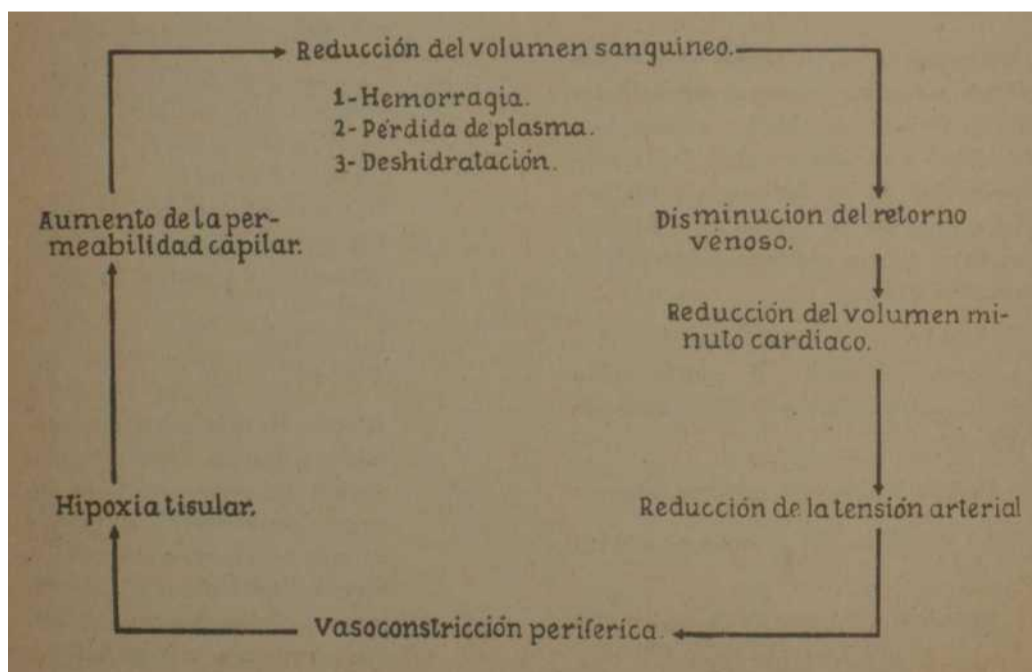 Reducción del volumen sanguineo.
1-Hemorragia.
2-Pérdida de plasma.
3-Deshidratación.
Aumento de la per-
meabilidad capilar.
Disminucion del retorno
venoso.
Reducción del volumen mi-
nuto cardiaco.
Hipoxia tisular.
Reducción de la tensión arterial
Vasoconstricción periferica.